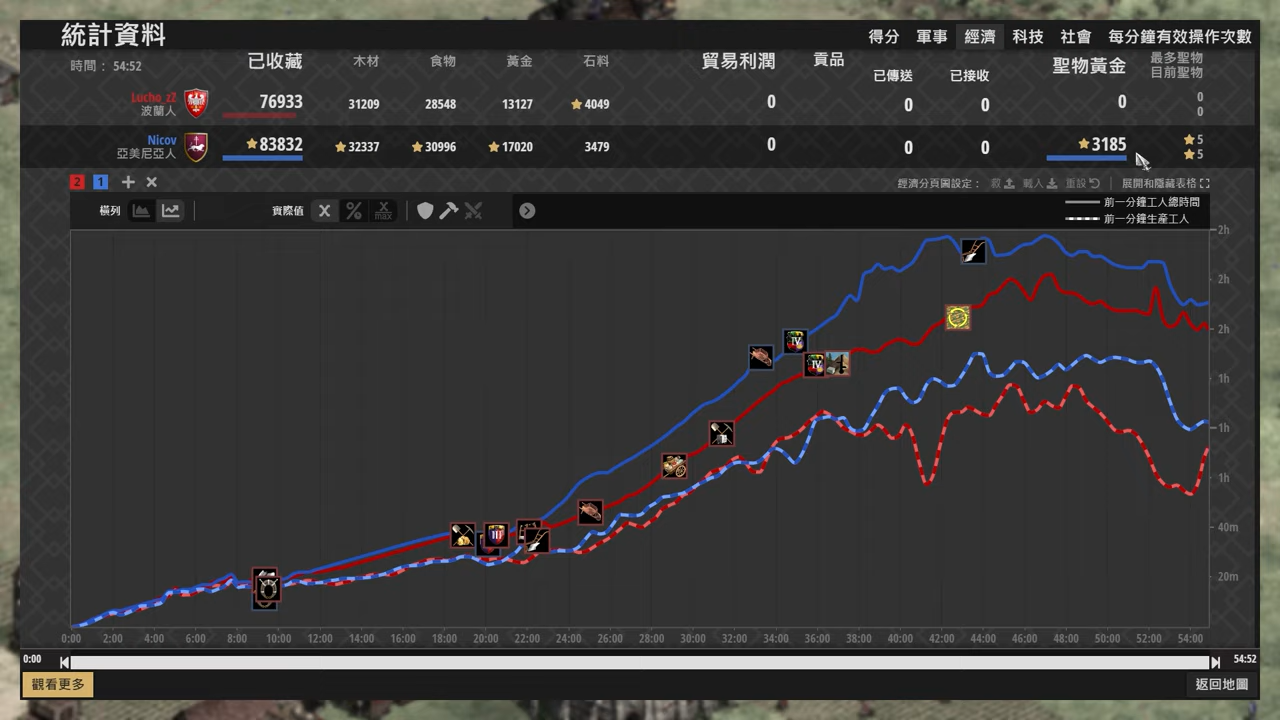 統計資料
得分 軍事 經濟 科技 社會 每分鐘有效操作次數
時間： 54:52
已收藏 木材 食物 黃金 石料 貿易利潤 貢品 已傳送 已接收 聖物黃金 最多聖物 目前聖物
Lucho_zZ
波蘭人
76933 31209 28548 13127 4049 0 0 0 0 0 0
Nicov
亞美尼亞人
83832 32337 30996 17020 3479 0 0 0 3185 5 5
2 1
經濟分頁圖設定： 載入 重設 展開和隱藏表格
橫列 實際值 X % X/max
前一分鐘工人總時間
前一分鐘生產工人
2h
2h
2h
1h
1h
1h
40m
20m
0:00 2:00 4:00 6:00 8:00 10:00 12:00 14:00 16:00 18:00 20:00 22:00 24:00 26:00 28:00 30:00 32:00 34:00 36:00 38:00 40:00 42:00 44:00 46:00 48:00 50:00 52:00 54:00
0:00 54:52
觀看更多 返回地圖